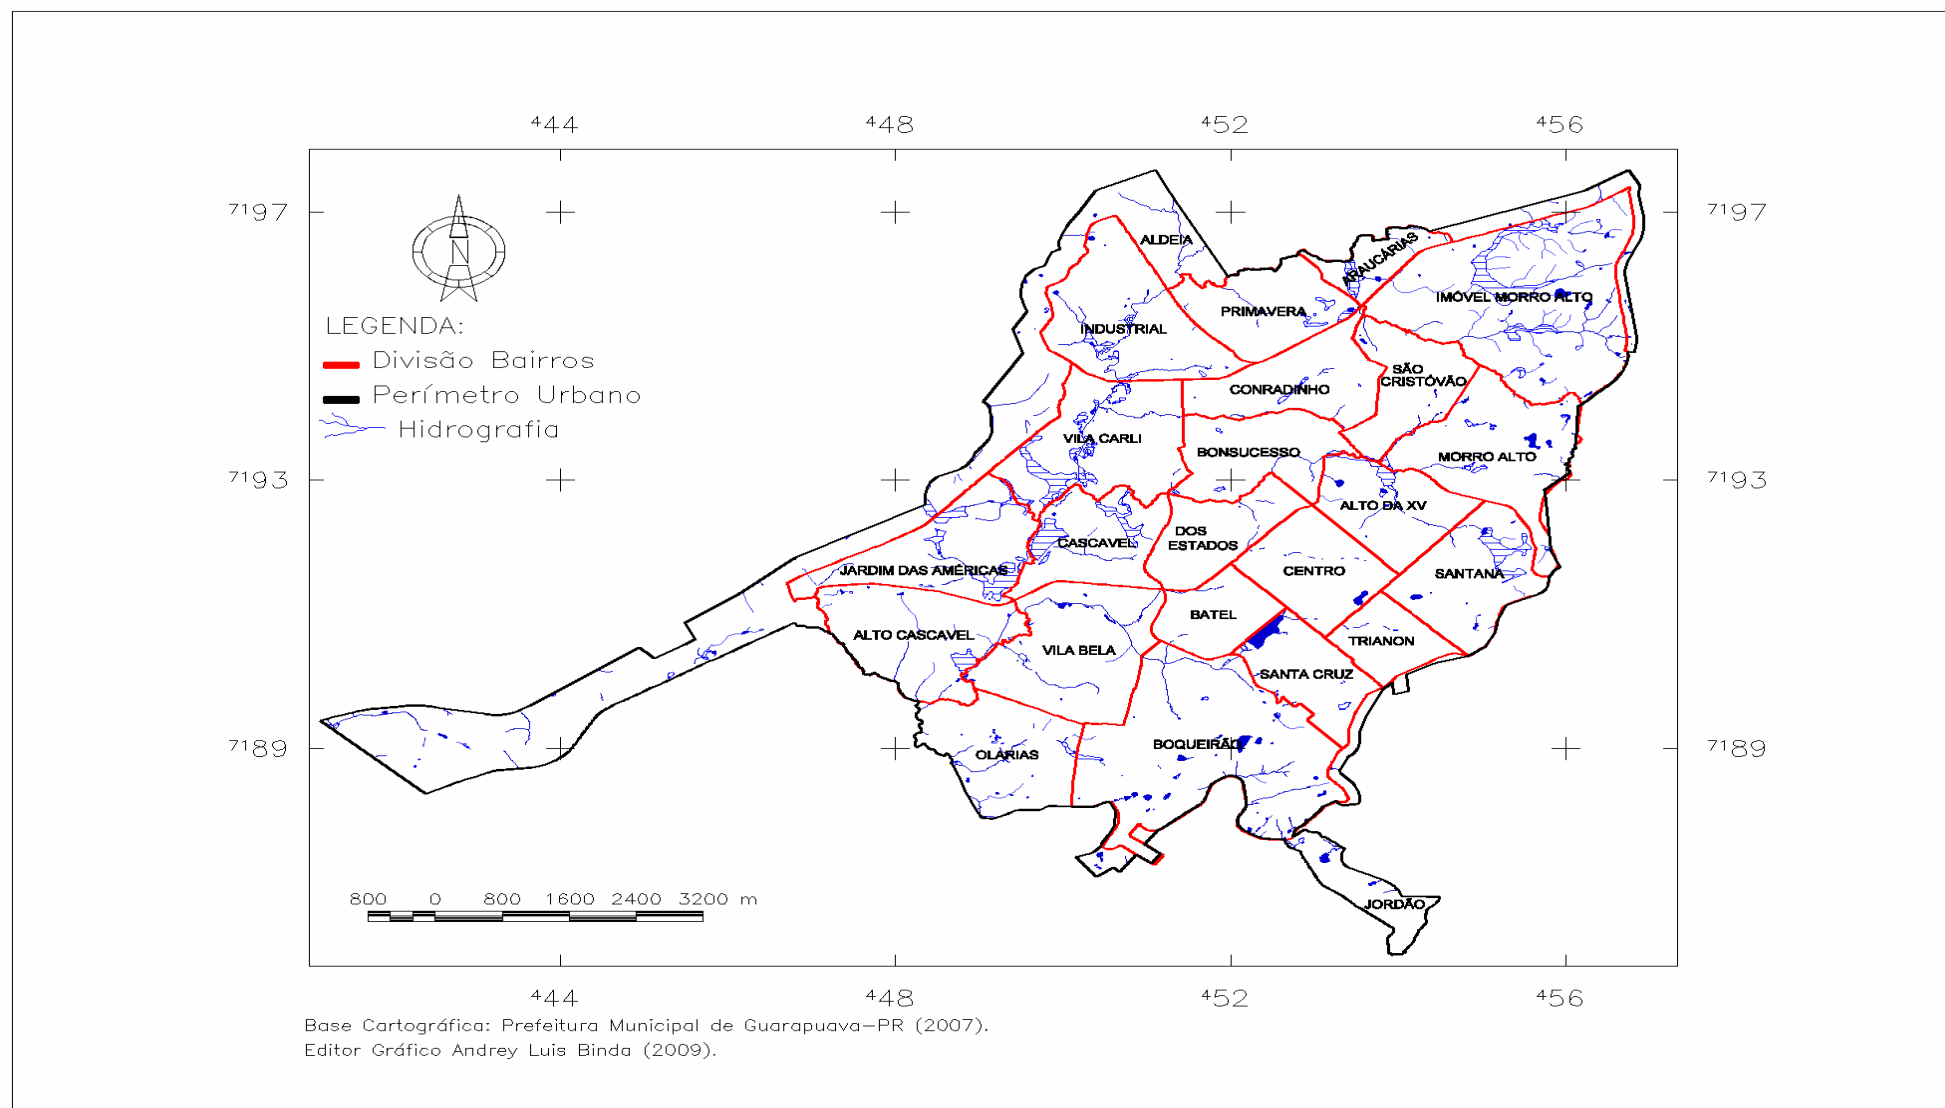 ⁴44 ⁴48 ⁴52 ⁴56
⁷¹97 ⁷¹97
ALDEIA
ARAUCÁRIAS
N
IMÓVEL MORRO ALTO
PRIMAVERA
INDUSTRIAL
LEGENDA:
Divisão Bairros
Perímetro Urbano
Hidrografia
SÃO
CRISTÓVÃO
CONRADINHO
VILA CARLI
BONSUCESSO
MORRO ALTO
⁷¹93 ⁷¹93
ALTO DA XV
DOS
ESTADOS
CASCAVEL
JARDIM DAS AMÉRICAS
CENTRO
SANTANA
BATEL
ALTO CASCAVEL
TRIANON
VILA BELA
SANTA CRUZ
⁷¹89 ⁷¹89
BOQUEIRÃO
OLARIAS
800 0 800 1600 2400 3200 m
JORDÃO
⁴44 ⁴48 ⁴52 ⁴56
Base Cartográfica: Prefeitura Municipal de Guarapuava-PR (2007).
Editor Gráfico Andrey Luis Binda (2009).